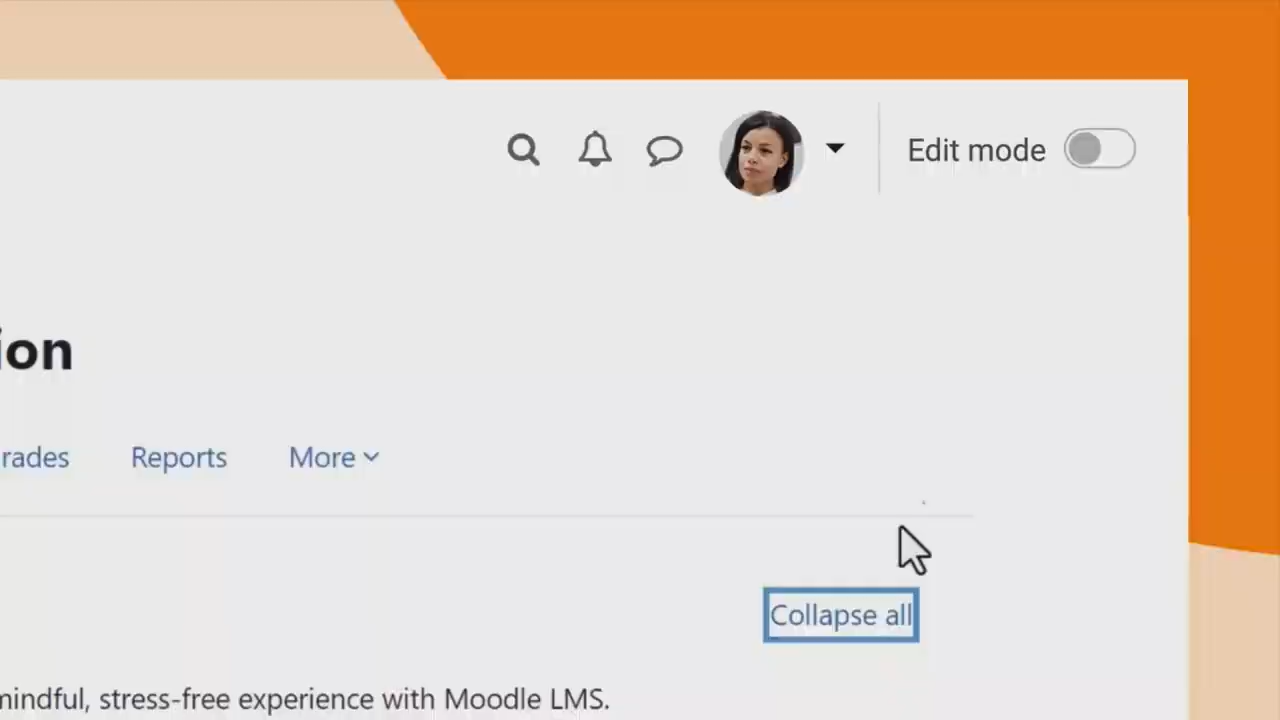 Edit mode
ion
rades
Reports
More
Collapse all
mindful, stress-free experience with Moodle LMS.